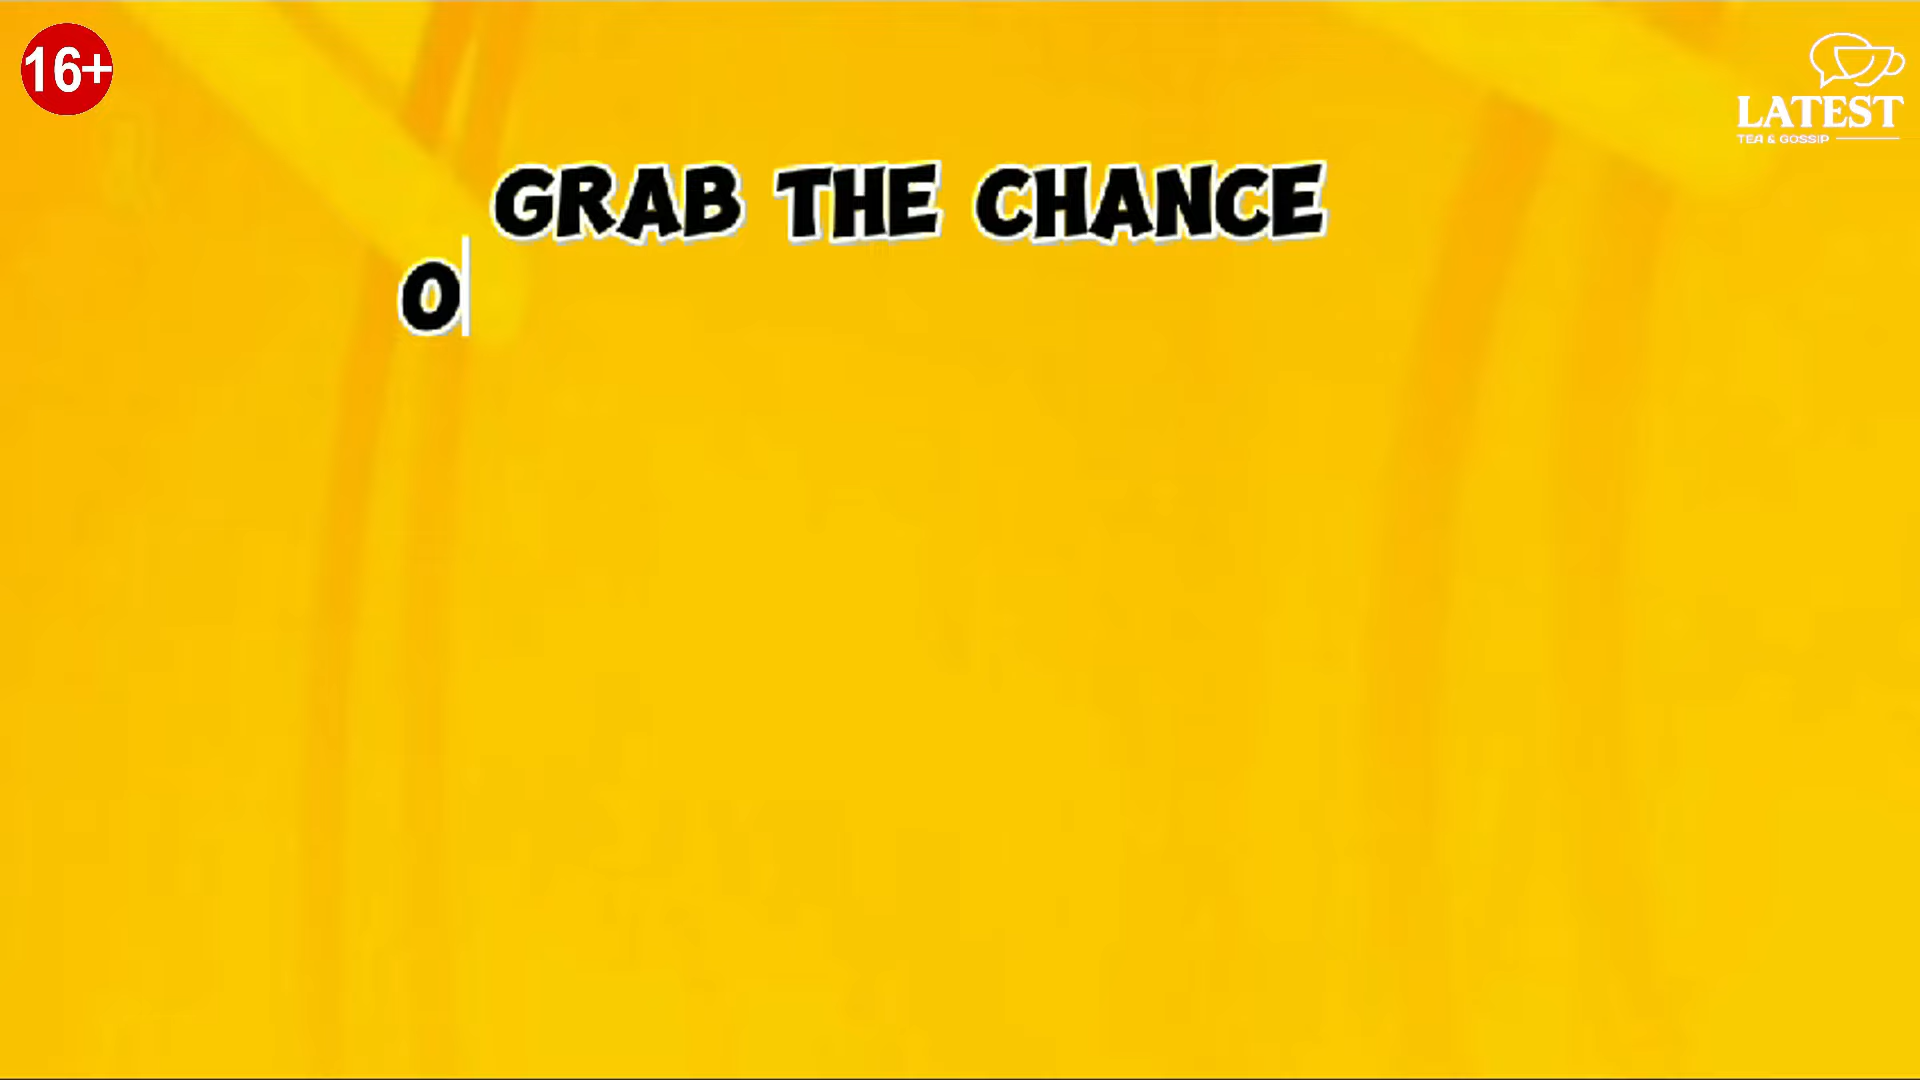 16+
LATEST
TEA & GOSSIP
GRAB THE CHANCE
O